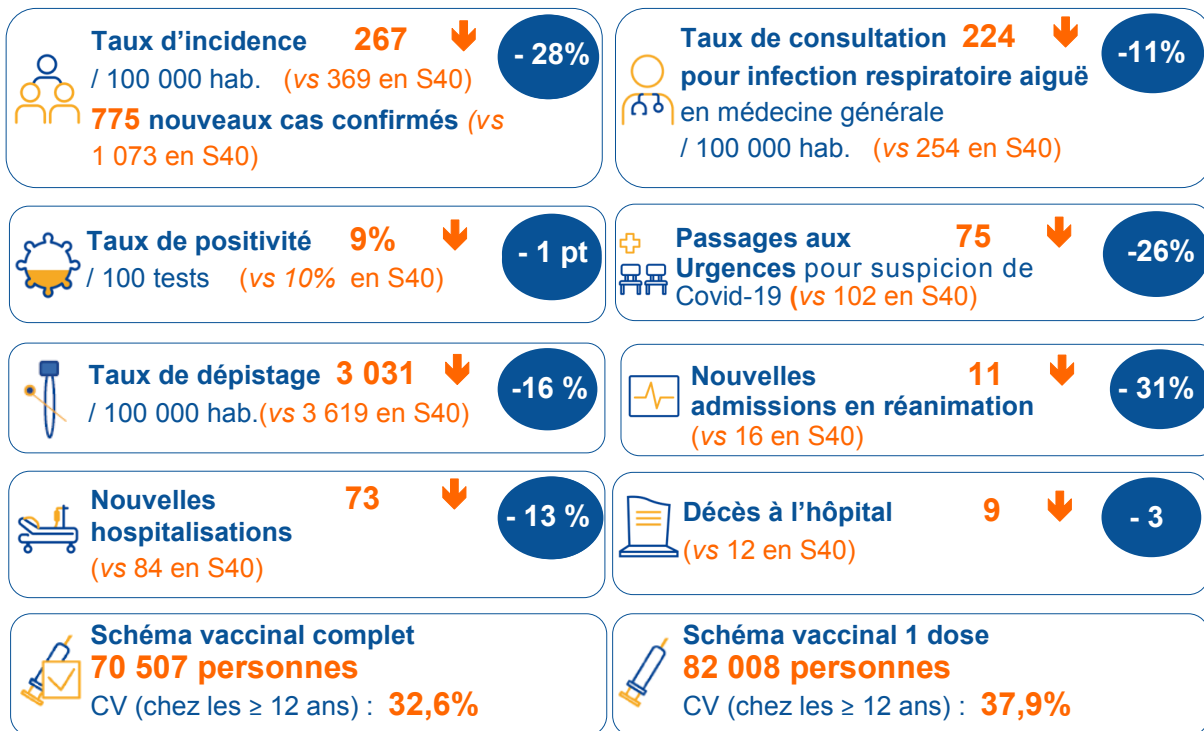 Taux d'incidence 267
/ 100 000 hab. (vs 369 en S40)
775 nouveaux cas confirmés (vs
1 073 en S40)
- 28%
Taux de consultation 224
pour infection respiratoire aiguë
en médecine générale
/ 100 000 hab. (vs 254 en S40)
-11%
Taux de positivité 9%
/ 100 tests (vs 10% en S40)
- 1 pt
Passages aux 75
Urgences pour suspicion de
Covid-19 (vs 102 en S40)
-26%
Taux de dépistage 3 031
/ 100 000 hab.(vs 3 619 en S40)
-16 %
Nouvelles 11
admissions en réanimation
(vs 16 en S40)
- 31%
Nouvelles 73
hospitalisations
(vs 84 en S40)
- 13 %
Décès à l'hôpital 9
(vs 12 en S40)
- 3
Schéma vaccinal complet
70 507 personnes
CV (chez les ≥ 12 ans) : 32,6%
Schéma vaccinal 1 dose
82 008 personnes
CV (chez les ≥ 12 ans) : 37,9%